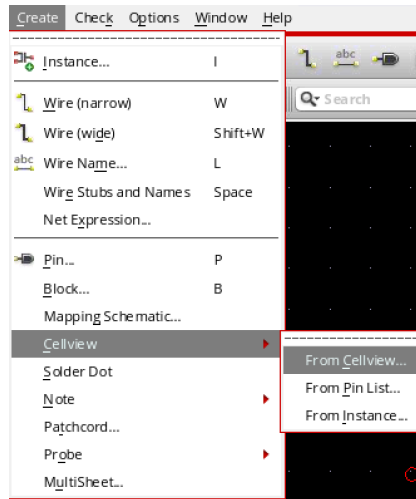 Create Check Options Window Help
Instance... I
abc
Wire (narrow) W
Search
Wire (wide) Shift+W
abc Wire Name... L
Wire Stubs and Names Space
Net Expression...
Pin... P
Block... B
Mapping Schematic...
Cellview
From Cellview...
Solder Dot
From Pin List...
Note
From Instance...
Patchcord...
Probe
MultiSheet...